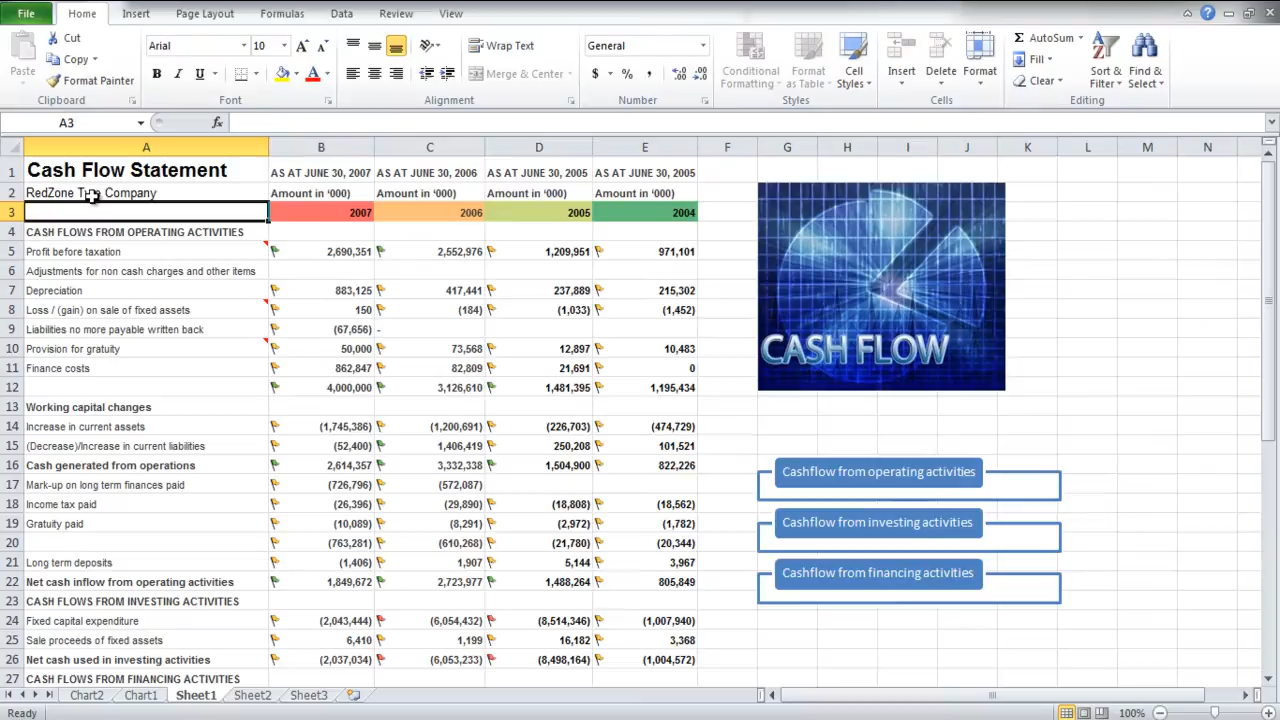 File Home Insert Page Layout Formulas Data Review View
Cut
Copy
Format Painter
Paste
Clipboard
Arial 10
B I U
Font
Wrap Text
Merge & Center
Alignment
General
$ % ,
Number
Conditional Formatting
Format as Table
Cell Styles
Styles
Insert Delete Format
Cells
AutoSum
Fill
Clear
Sort & Filter
Find & Select
Editing
A3 fx
A B C D E F G H I J K L M N
1 Cash Flow Statement AS AT JUNE 30, 2007 AS AT JUNE 30, 2006 AS AT JUNE 30, 2005 AS AT JUNE 30, 2005
2 RedZone Company Amount in '000) Amount in '000) Amount in '000) Amount in '000)
3 2007 2006 2005 2004
4 CASH FLOWS FROM OPERATING ACTIVITIES
5 Profit before taxation 2,690,351 2,552,976 1,209,951 971,101
6 Adjustments for non cash charges and other items
7 Depreciation 883,125 417,441 237,889 215,302
8 Loss / (gain) on sale of fixed assets 150 (184) (1,033) (1,452)
9 Liabilities no more payable written back (67,656) -
10 Provision for gratuity 50,000 73,568 12,897 10,483
11 Finance costs 862,847 82,809 21,691 0
12 4,000,000 3,126,610 1,481,395 1,195,434
13 Working capital changes
14 Increase in current assets (1,745,386) (1,200,691) (226,703) (474,729)
15 (Decrease)/Increase in current liabilities (52,400) 1,406,419 250,208 101,521
16 Cash generated from operations 2,614,357 3,332,338 1,504,900 822,226
17 Mark-up on long term finances paid (726,796) (572,087)
18 Income tax paid (26,396) (29,890) (18,808) (18,562)
19 Gratuity paid (10,089) (8,291) (2,972) (1,782)
20 (763,281) (610,268) (21,780) (20,344)
21 Long term deposits (1,406) 1,907 5,144 3,967
22 Net cash inflow from operating activities 1,849,672 2,723,977 1,488,264 805,849
23 CASH FLOWS FROM INVESTING ACTIVITIES
24 Fixed capital expenditure (2,043,444) (6,054,432) (8,514,346) (1,007,940)
25 Sale proceeds of fixed assets 6,410 1,199 16,182 3,368
26 Net cash used in investing activities (2,037,034) (6,053,233) (8,498,164) (1,004,572)
27 CASH FLOWS FROM FINANCING ACTIVITIES
CASH FLOW
Cashflow from operating activities
Cashflow from investing activities
Cashflow from financing activities
Chart2 Chart1 Sheet1 Sheet2 Sheet3
Ready 100%